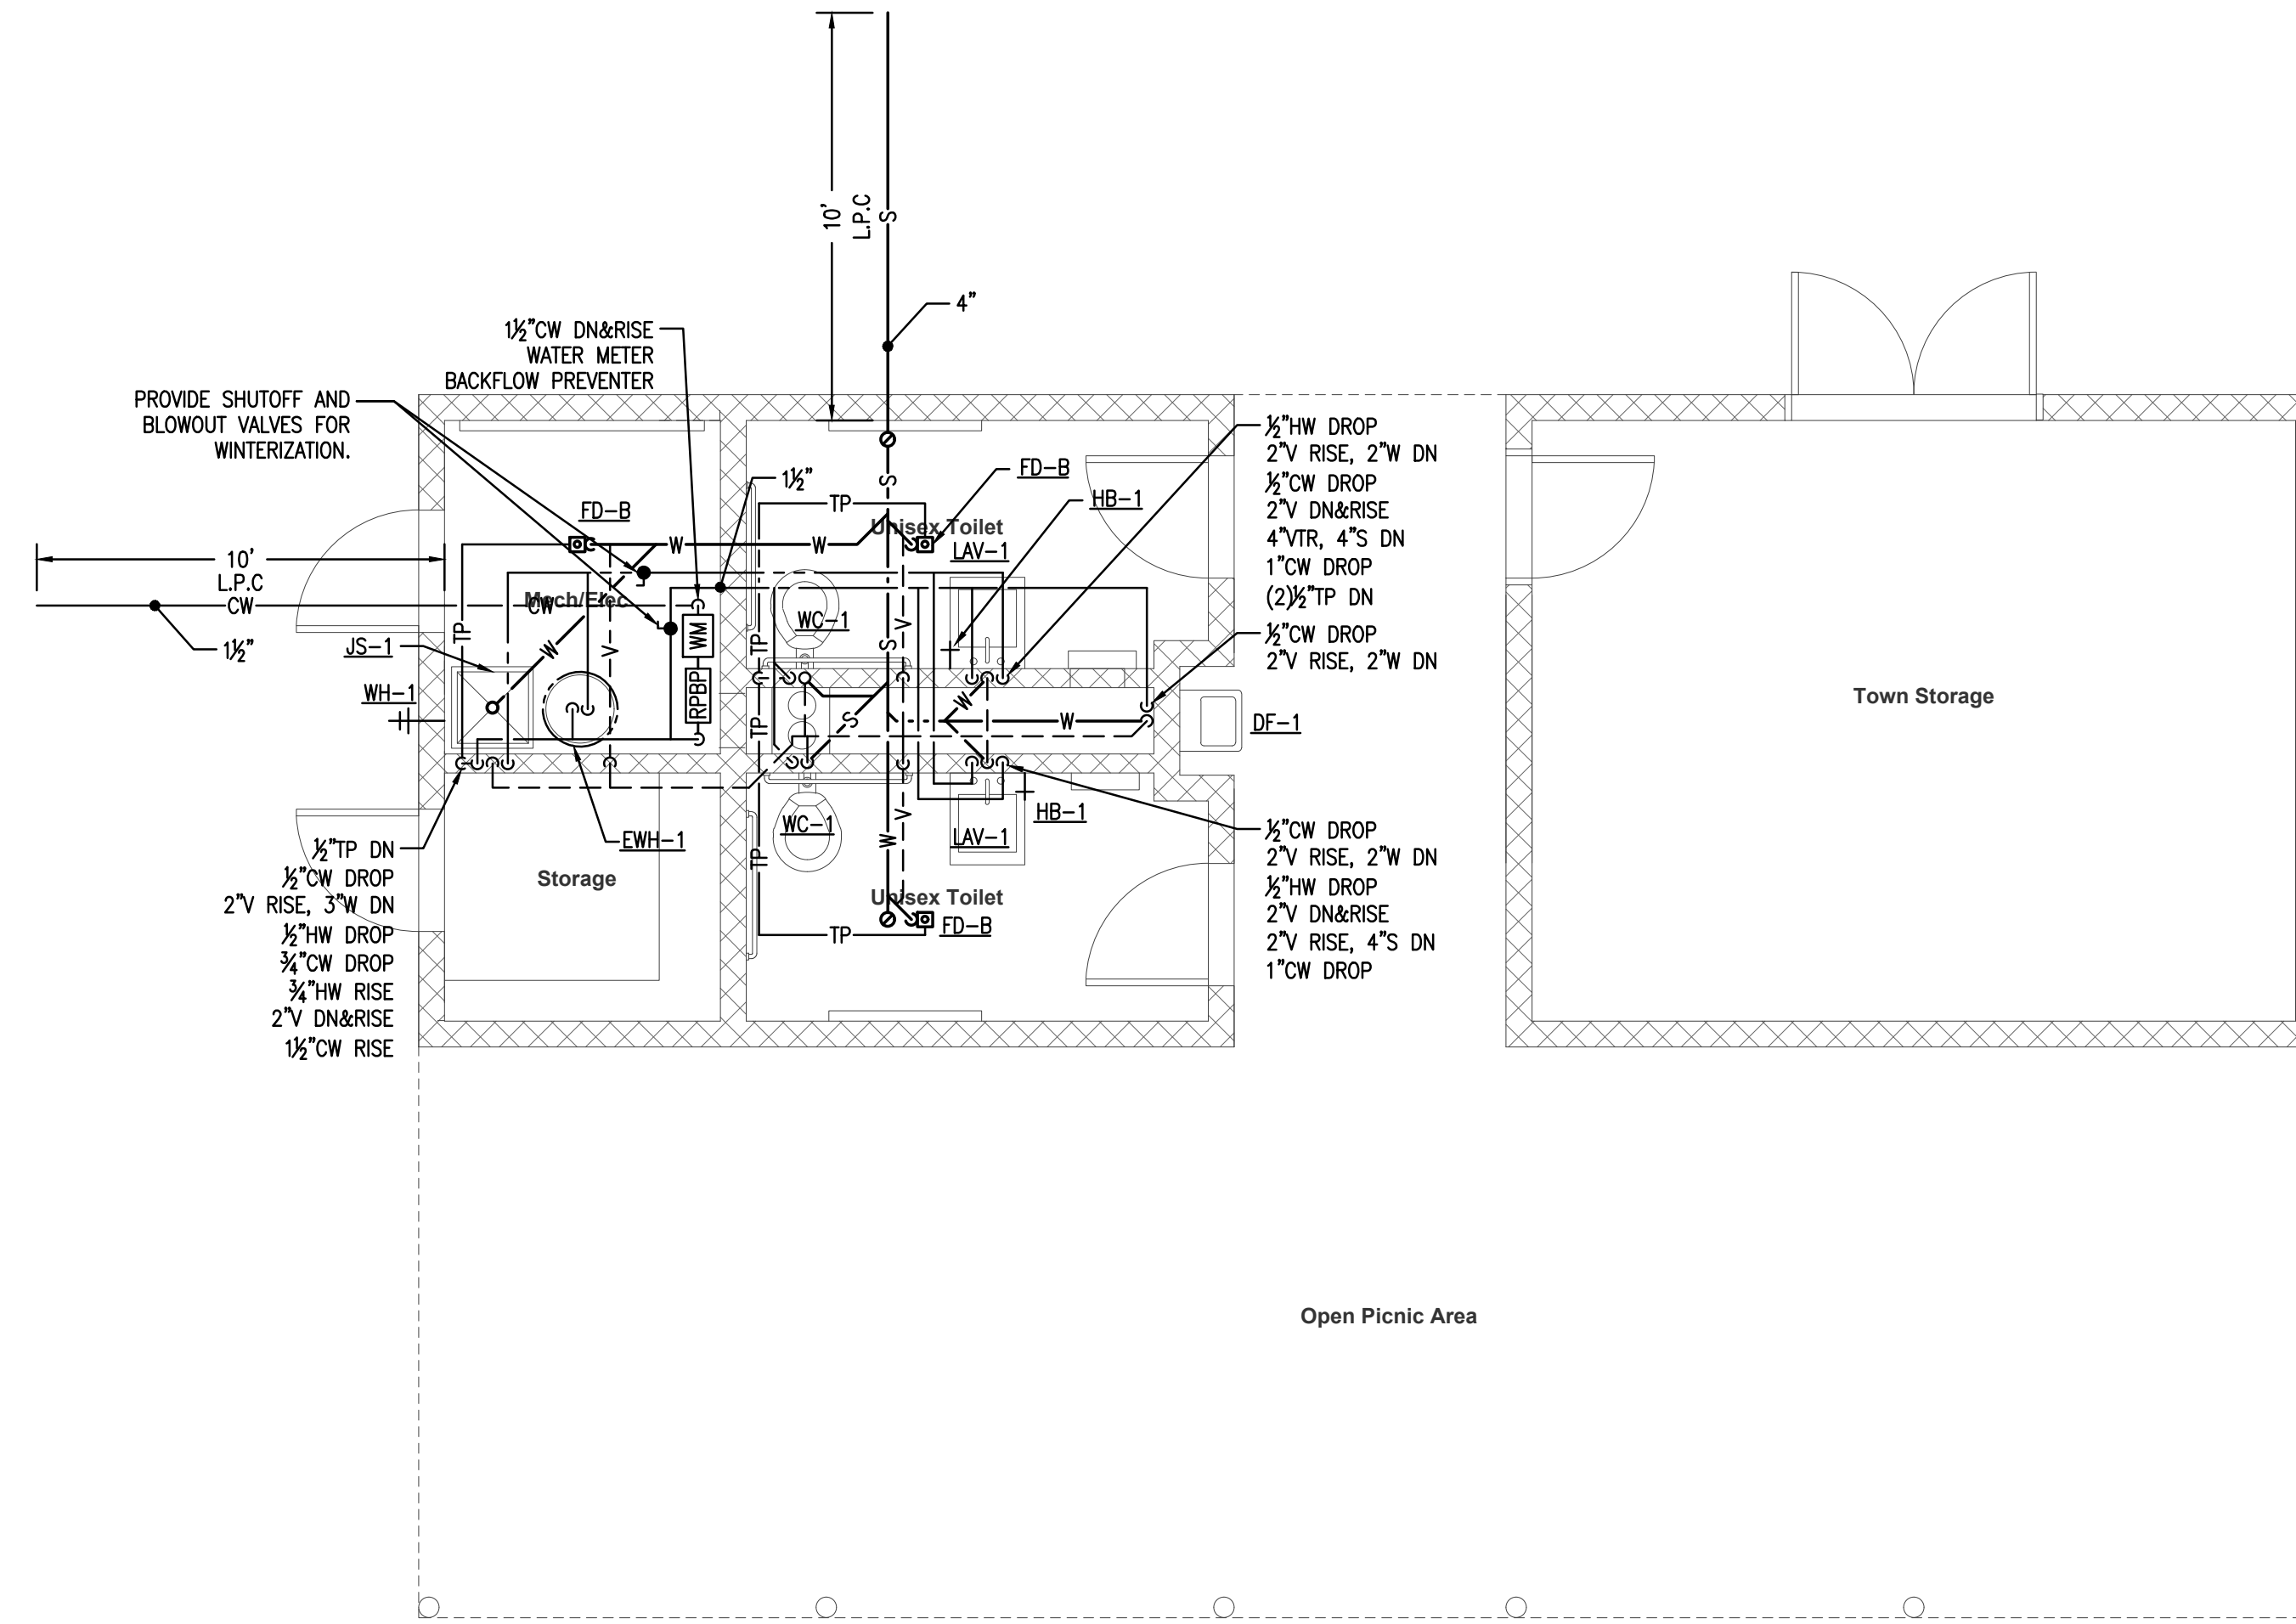 10'
L.P.C
S
4"
1½"CW DN&RISE
WATER METER
BACKFLOW PREVENTER
PROVIDE SHUTOFF AND
BLOWOUT VALVES FOR
WINTERIZATION.
1½"
S
FD-B
HB-1
FD-B
TP
Unisex Toilet
LAV-1
W
W
10'
L.P.C
CW
CW
Mech/Elec
1½"
TP
JS-1
W
V
WM
TP
WC-1
S
V
WH-1
RPBP
TP
S
W
W
DF-1
½"HW DROP
2"V RISE, 2"W DN
½"CW DROP
2"V DN&RISE
4"VTR, 4"S DN
1"CW DROP
(2)½"TP DN
½"CW DROP
2"V RISE, 2"W DN
Town Storage
EWH-1
WC-1
W
V
LAV-1
HB-1
TP
Storage
Unisex Toilet
TP
FD-B
½"TP DN
½"CW DROP
2"V RISE, 3"W DN
½"HW DROP
¾"CW DROP
¾"HW RISE
2"V DN&RISE
1½"CW RISE
½"CW DROP
2"V RISE, 2"W DN
½"HW DROP
2"V DN&RISE
2"V RISE, 4"S DN
1"CW DROP
Open Picnic Area